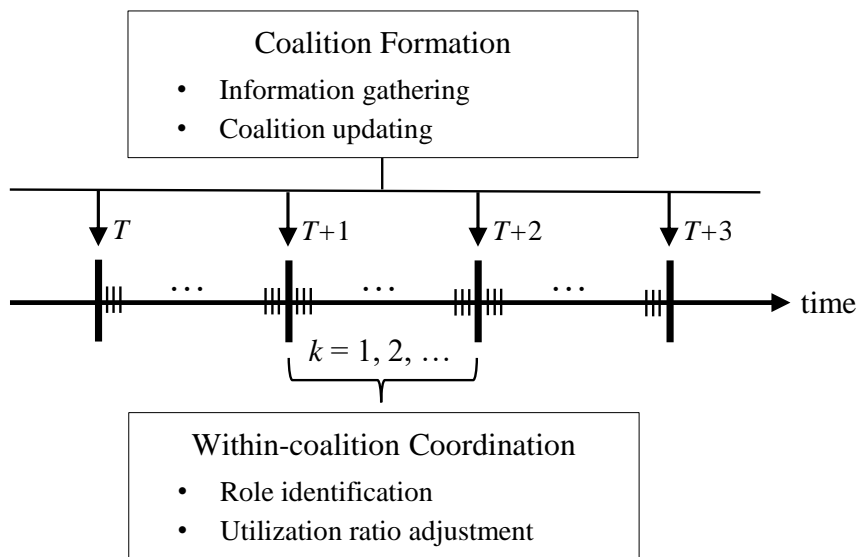 Coalition Formation
• Information gathering
• Coalition updating
T T+1 T+2 T+3
… … …
time
k = 1, 2, …
Within-coalition Coordination
• Role identification
• Utilization ratio adjustment